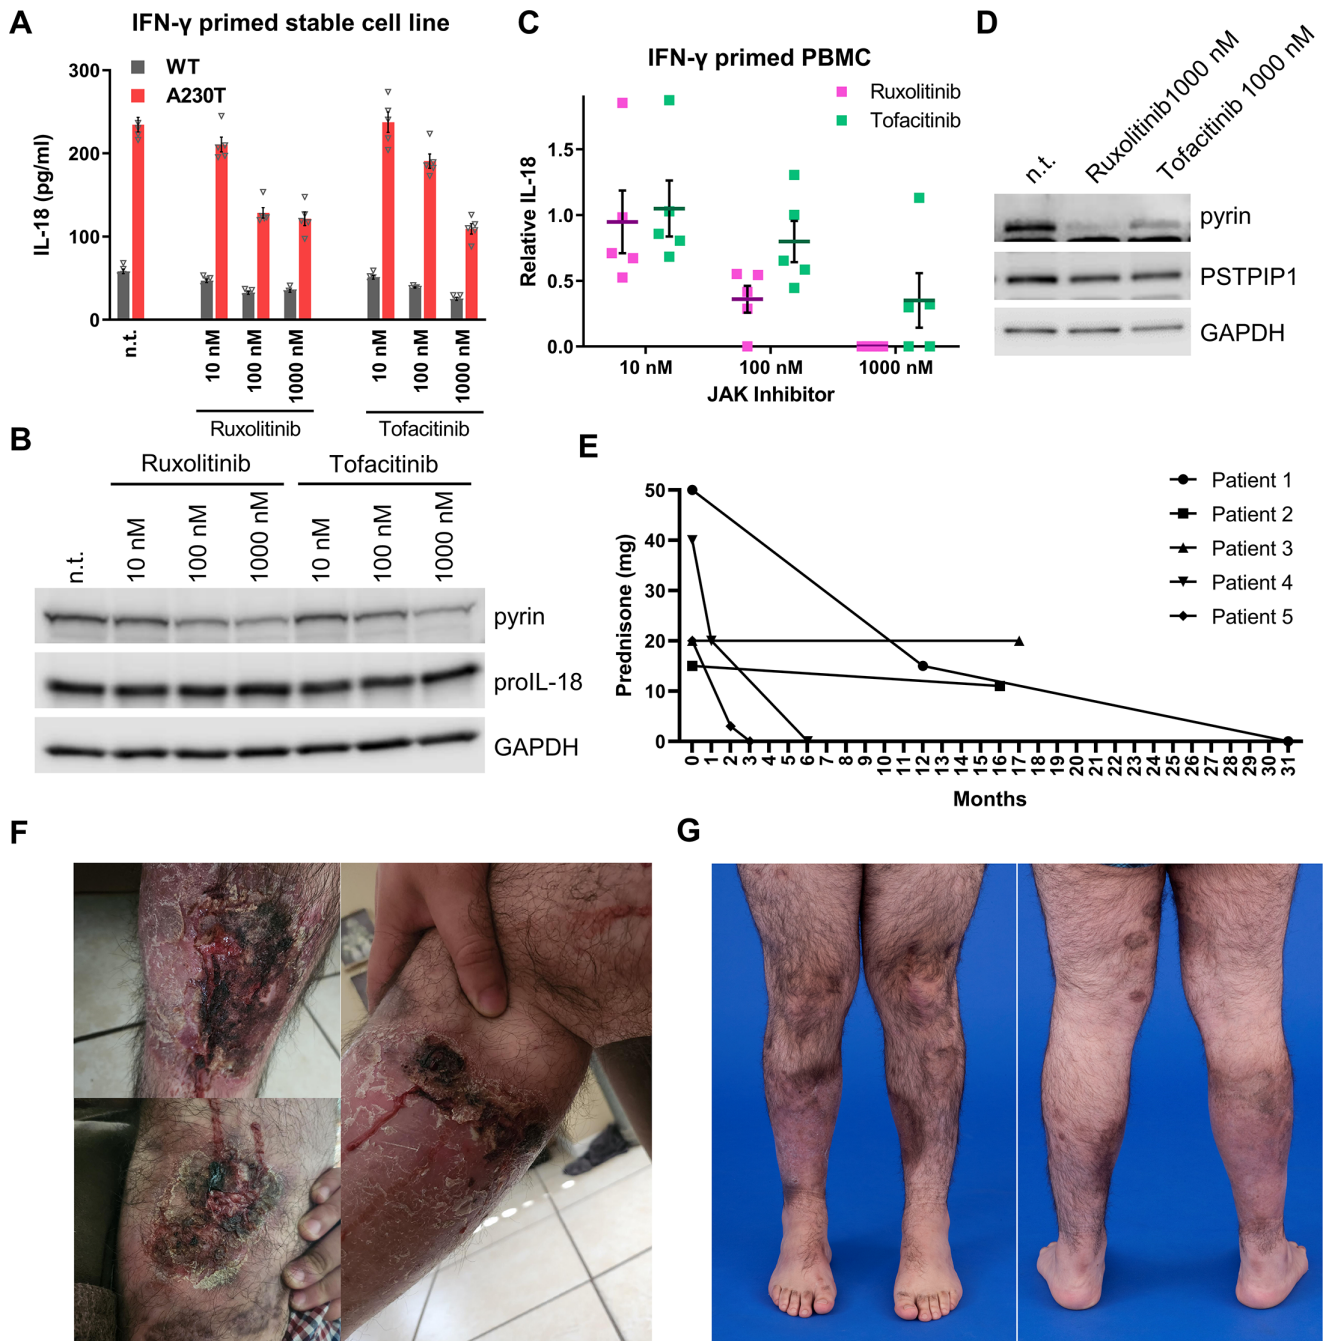 A
IFN-γ primed stable cell line
WT
A230T
300
200
100
0
IL-18 (pg/ml)
n.t.
10 nM
100 nM
1000 nM
10 nM
100 nM
1000 nM
Ruxolitinib
Tofacitinib
B
Ruxolitinib
Tofacitinib
n.t.
10 nM
100 nM
1000 nM
10 nM
100 nM
1000 nM
pyrin
proIL-18
GAPDH
C
IFN-γ primed PBMC
Ruxolitinib
Tofacitinib
1.5
1.0
0.5
0.0
Relative IL-18
10 nM
100 nM
1000 nM
JAK Inhibitor
D
n.t.
Ruxolitinib1000 nM
Tofacitinib 1000 nM
pyrin
PSTPIP1
GAPDH
E
Patient 1
Patient 2
Patient 3
Patient 4
Patient 5
50
40
30
20
10
0
Prednisone (mg)
0 1 2 3 4 5 6 7 8 9 10 11 12 13 14 15 16 17 18 19 20 21 22 23 24 25 26 27 28 29 30 31
Months
F
G